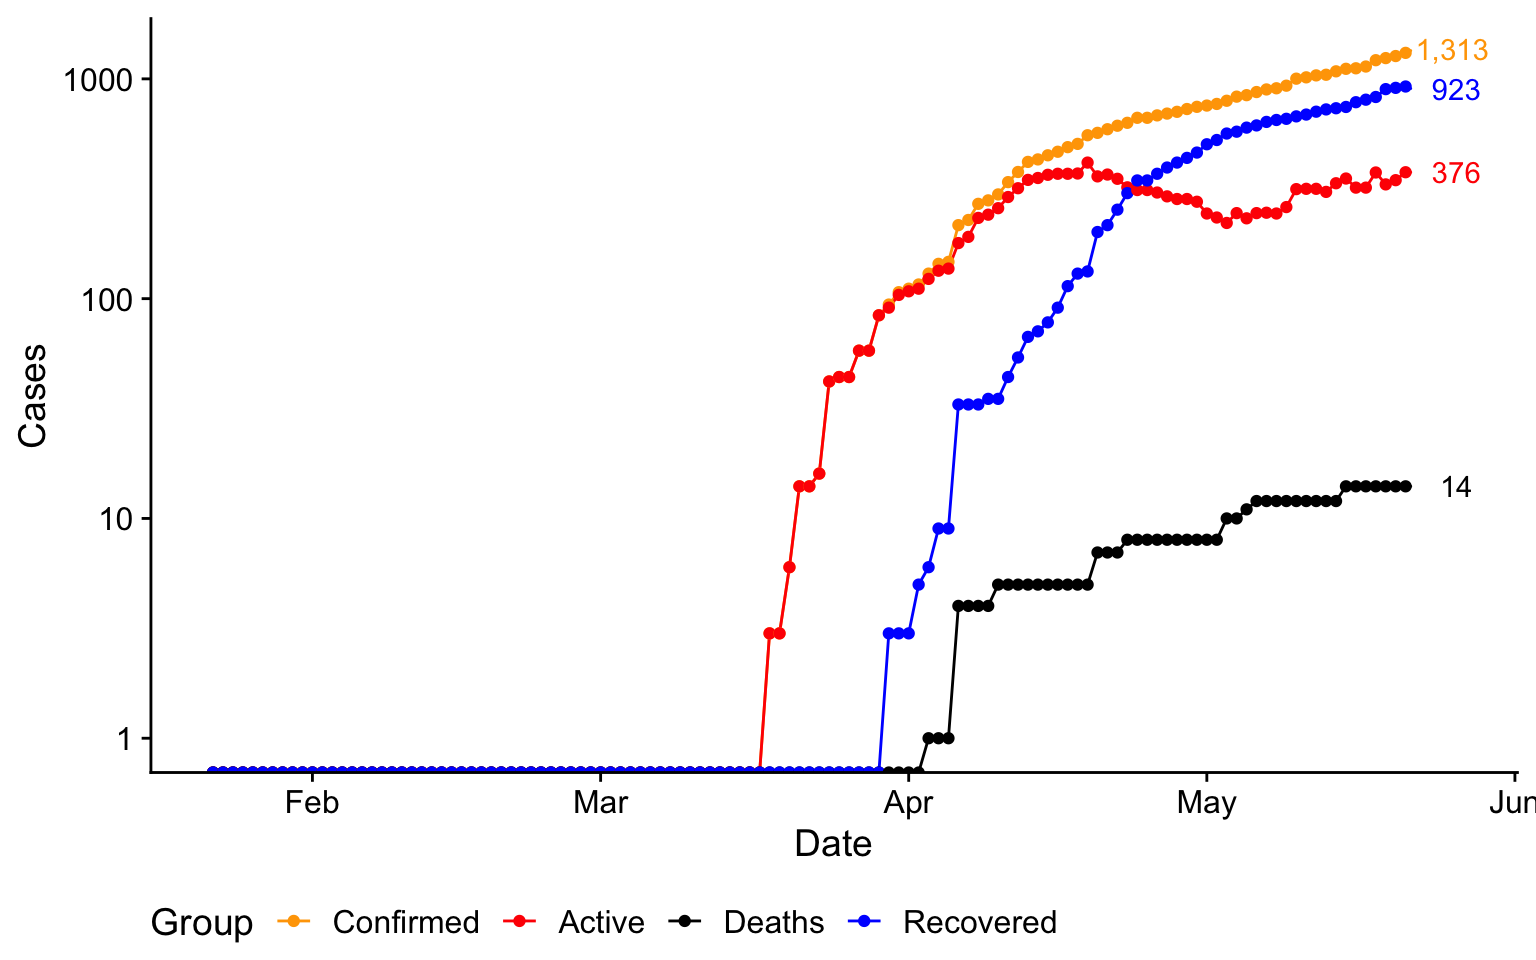 1,313
1000
923
376
100
Cases
14
10
1
Feb Mar Apr May Jun
Date
Group Confirmed Active Deaths Recovered